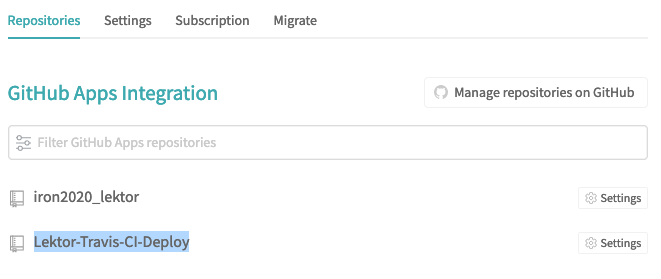 Repositories Settings Subscription Migrate
GitHub Apps Integration
Manage repositories on GitHub
Filter GitHub Apps repositories
iron2020_lektor Settings
Lektor-Travis-CI-Deploy Settings